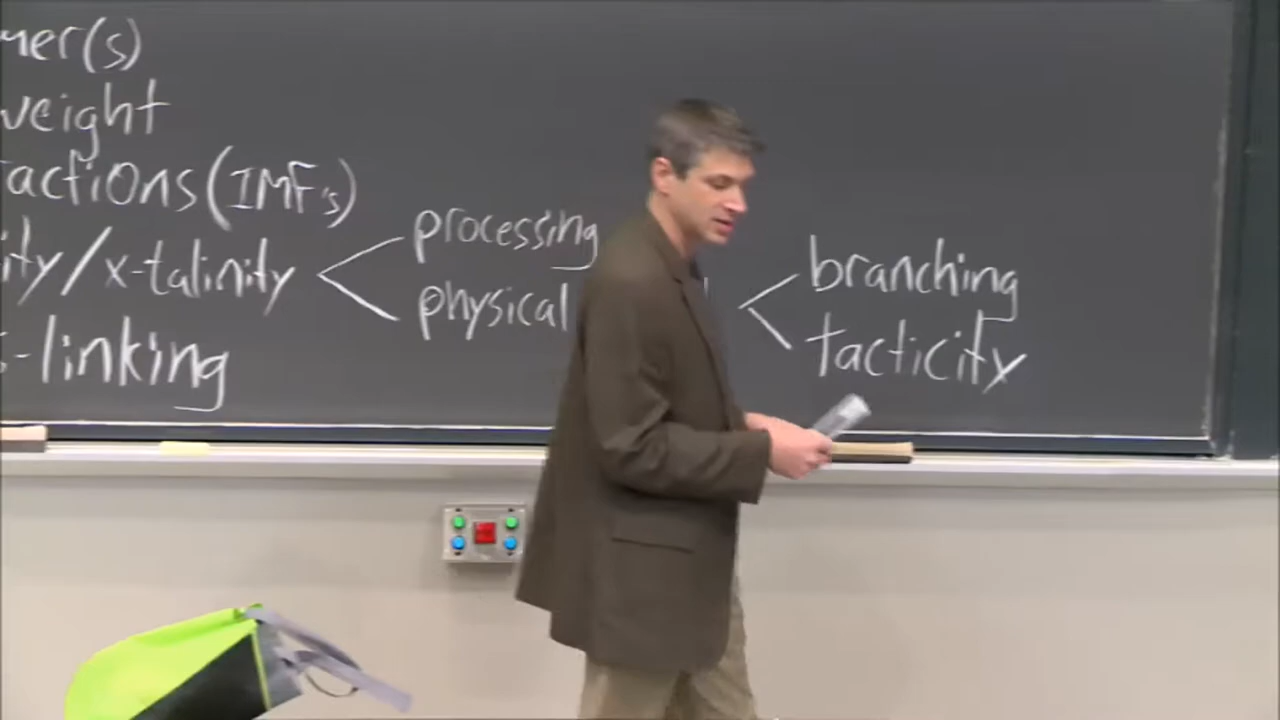 mer(s)
weight
actions (IMF's)
ity/x-talinity < processing
physical < branching
tacticity
-linking